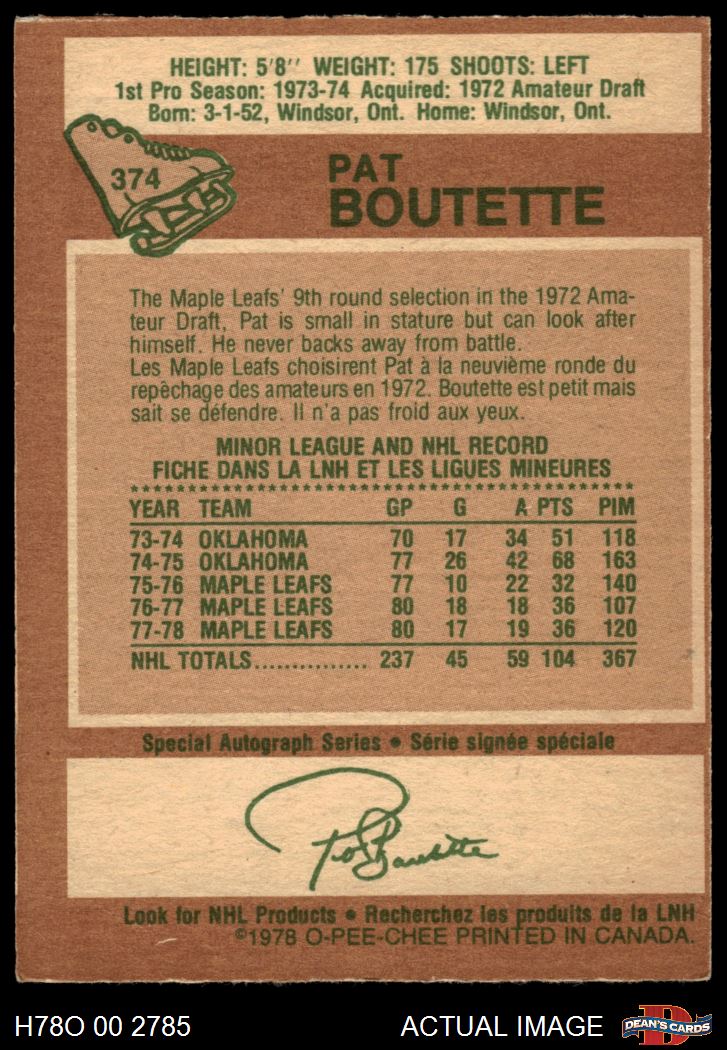 HEIGHT: 5'8'' WEIGHT: 175 SHOOTS: LEFT
1st Pro Season: 1973-74 Acquired: 1972 Amateur Draft
Born: 3-1-52, Windsor, Ont. Home: Windsor, Ont.
374
PAT
BOUTETTE
The Maple Leafs' 9th round selection in the 1972 Ama-
teur Draft, Pat is small in stature but can look after
himself. He never backs away from battle.
Les Maple Leafs choisirent Pat à la neuvième ronde du
repêchage des amateurs en 1972. Boutette est petit mais
sait se défendre. Il n'a pas froid aux yeux.
MINOR LEAGUE AND NHL RECORD
FICHE DANS LA LNH ET LES LIGUES MINEURES
YEAR TEAM GP G A PTS PIM
73-74 OKLAHOMA 70 17 34 51 118
74-75 OKLAHOMA 77 26 42 68 163
75-76 MAPLE LEAFS 77 10 22 32 140
76-77 MAPLE LEAFS 80 18 18 36 107
77-78 MAPLE LEAFS 80 17 19 36 120
NHL TOTALS............... 237 45 59 104 367
Special Autograph Series • Série signée spéciale
Pat Boutette
Look for NHL Products • Recherchez les produits de la LNH
©1978 O-PEE-CHEE PRINTED IN CANADA.
H78O 00 2785 ACTUAL IMAGE
D
DEAN'S CARDS